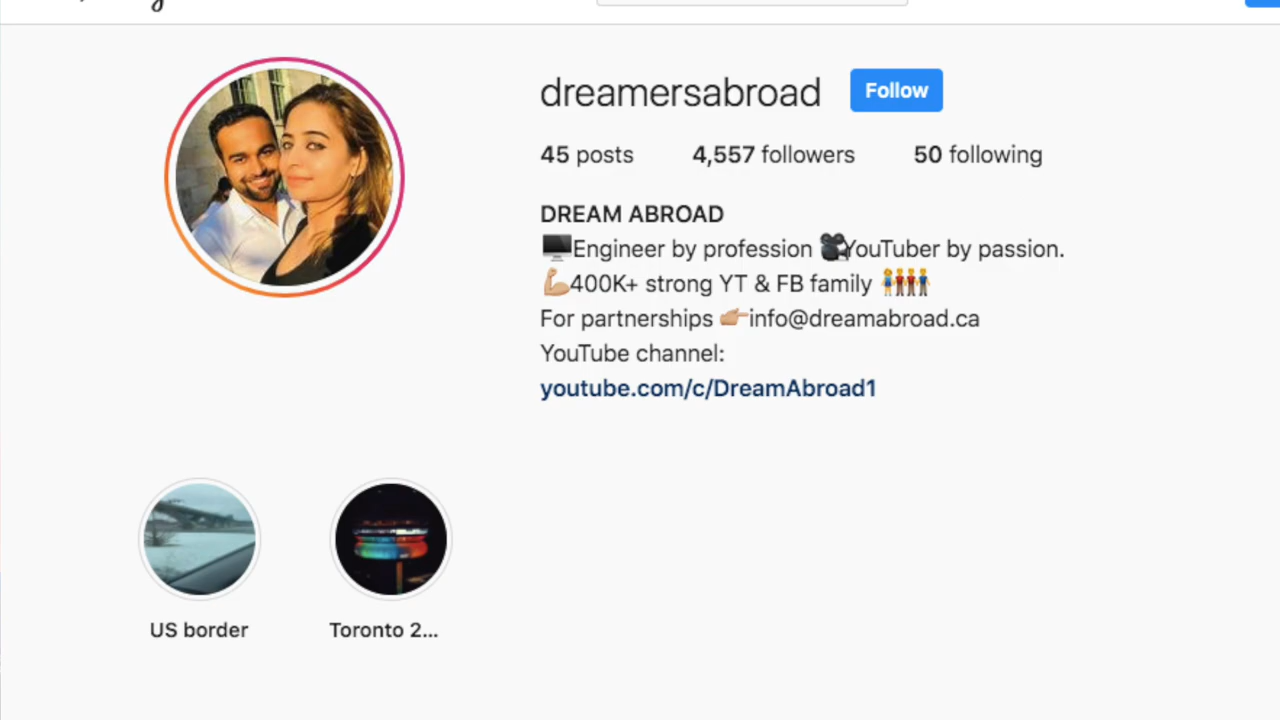 dreamersabroad Follow
45 posts 4,557 followers 50 following
DREAM ABROAD
🖥️Engineer by profession 🎥YouTuber by passion.
💪🏼400K+ strong YT & FB family 👫👬
For partnerships 👉🏼info@dreamabroad.ca
YouTube channel:
youtube.com/c/DreamAbroad1
US border Toronto 2...